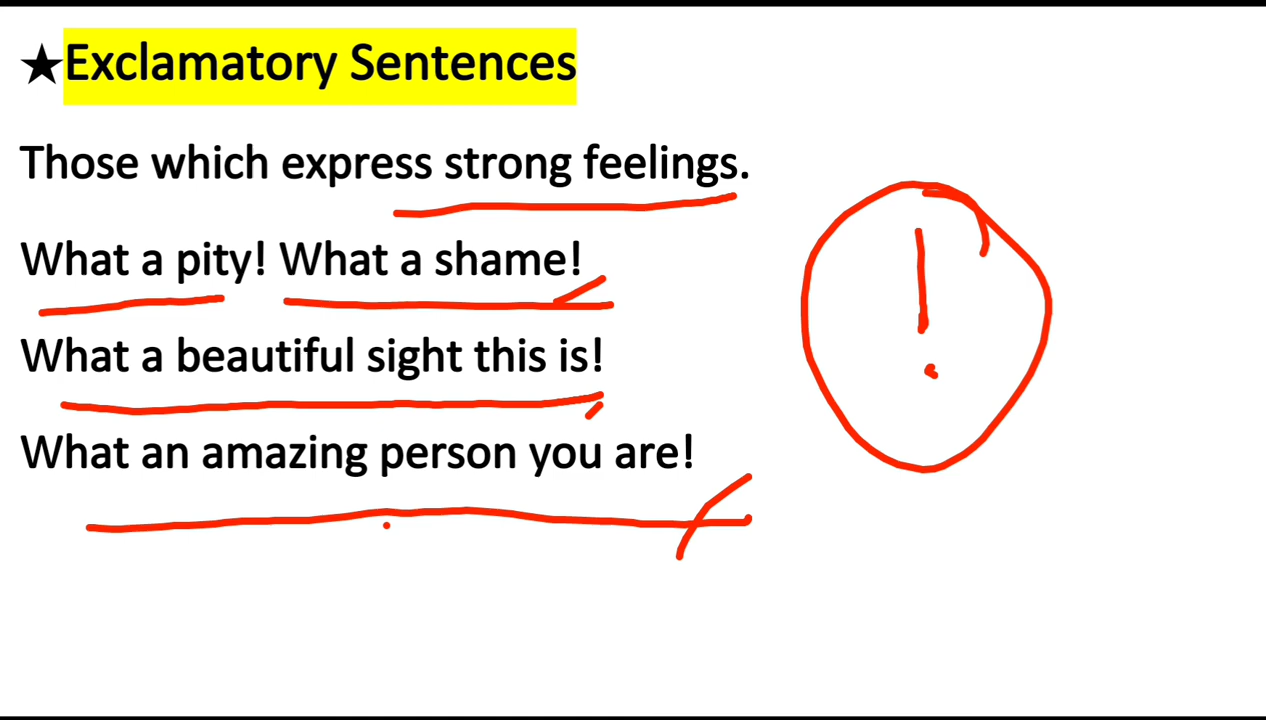 ★Exclamatory Sentences
Those which express strong feelings.
What a pity! What a shame!
What a beautiful sight this is!
What an amazing person you are!
!